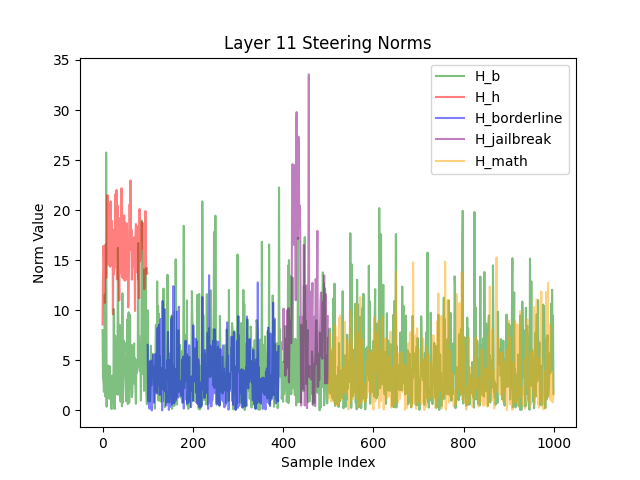 Layer 11 Steering Norms
35
30
25
20
15
10
5
0
Norm Value
H_b
H_h
H_borderline
H_jailbreak
H_math
0
200
400
600
800
1000
Sample Index